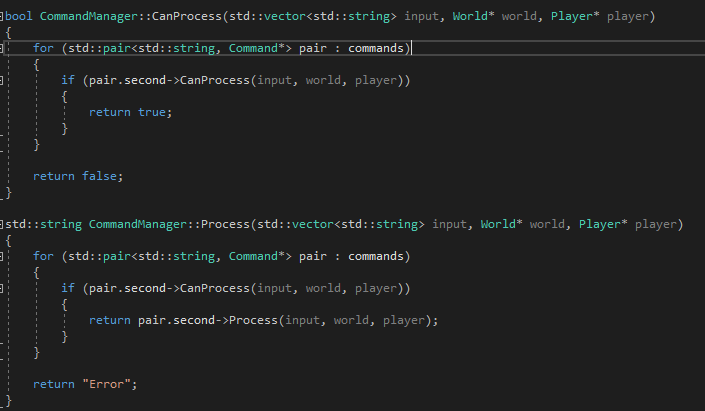 bool CommandManager::CanProcess(std::vector<std::string> input, World* world, Player* player)
{
    for (std::pair<std::string, Command*> pair : commands)
    {
        if (pair.second->CanProcess(input, world, player))
        {
            return true;
        }
    }

    return false;
}

std::string CommandManager::Process(std::vector<std::string> input, World* world, Player* player)
{
    for (std::pair<std::string, Command*> pair : commands)
    {
        if (pair.second->CanProcess(input, world, player))
        {
            return pair.second->Process(input, world, player);
        }
    }

    return "Error";
}